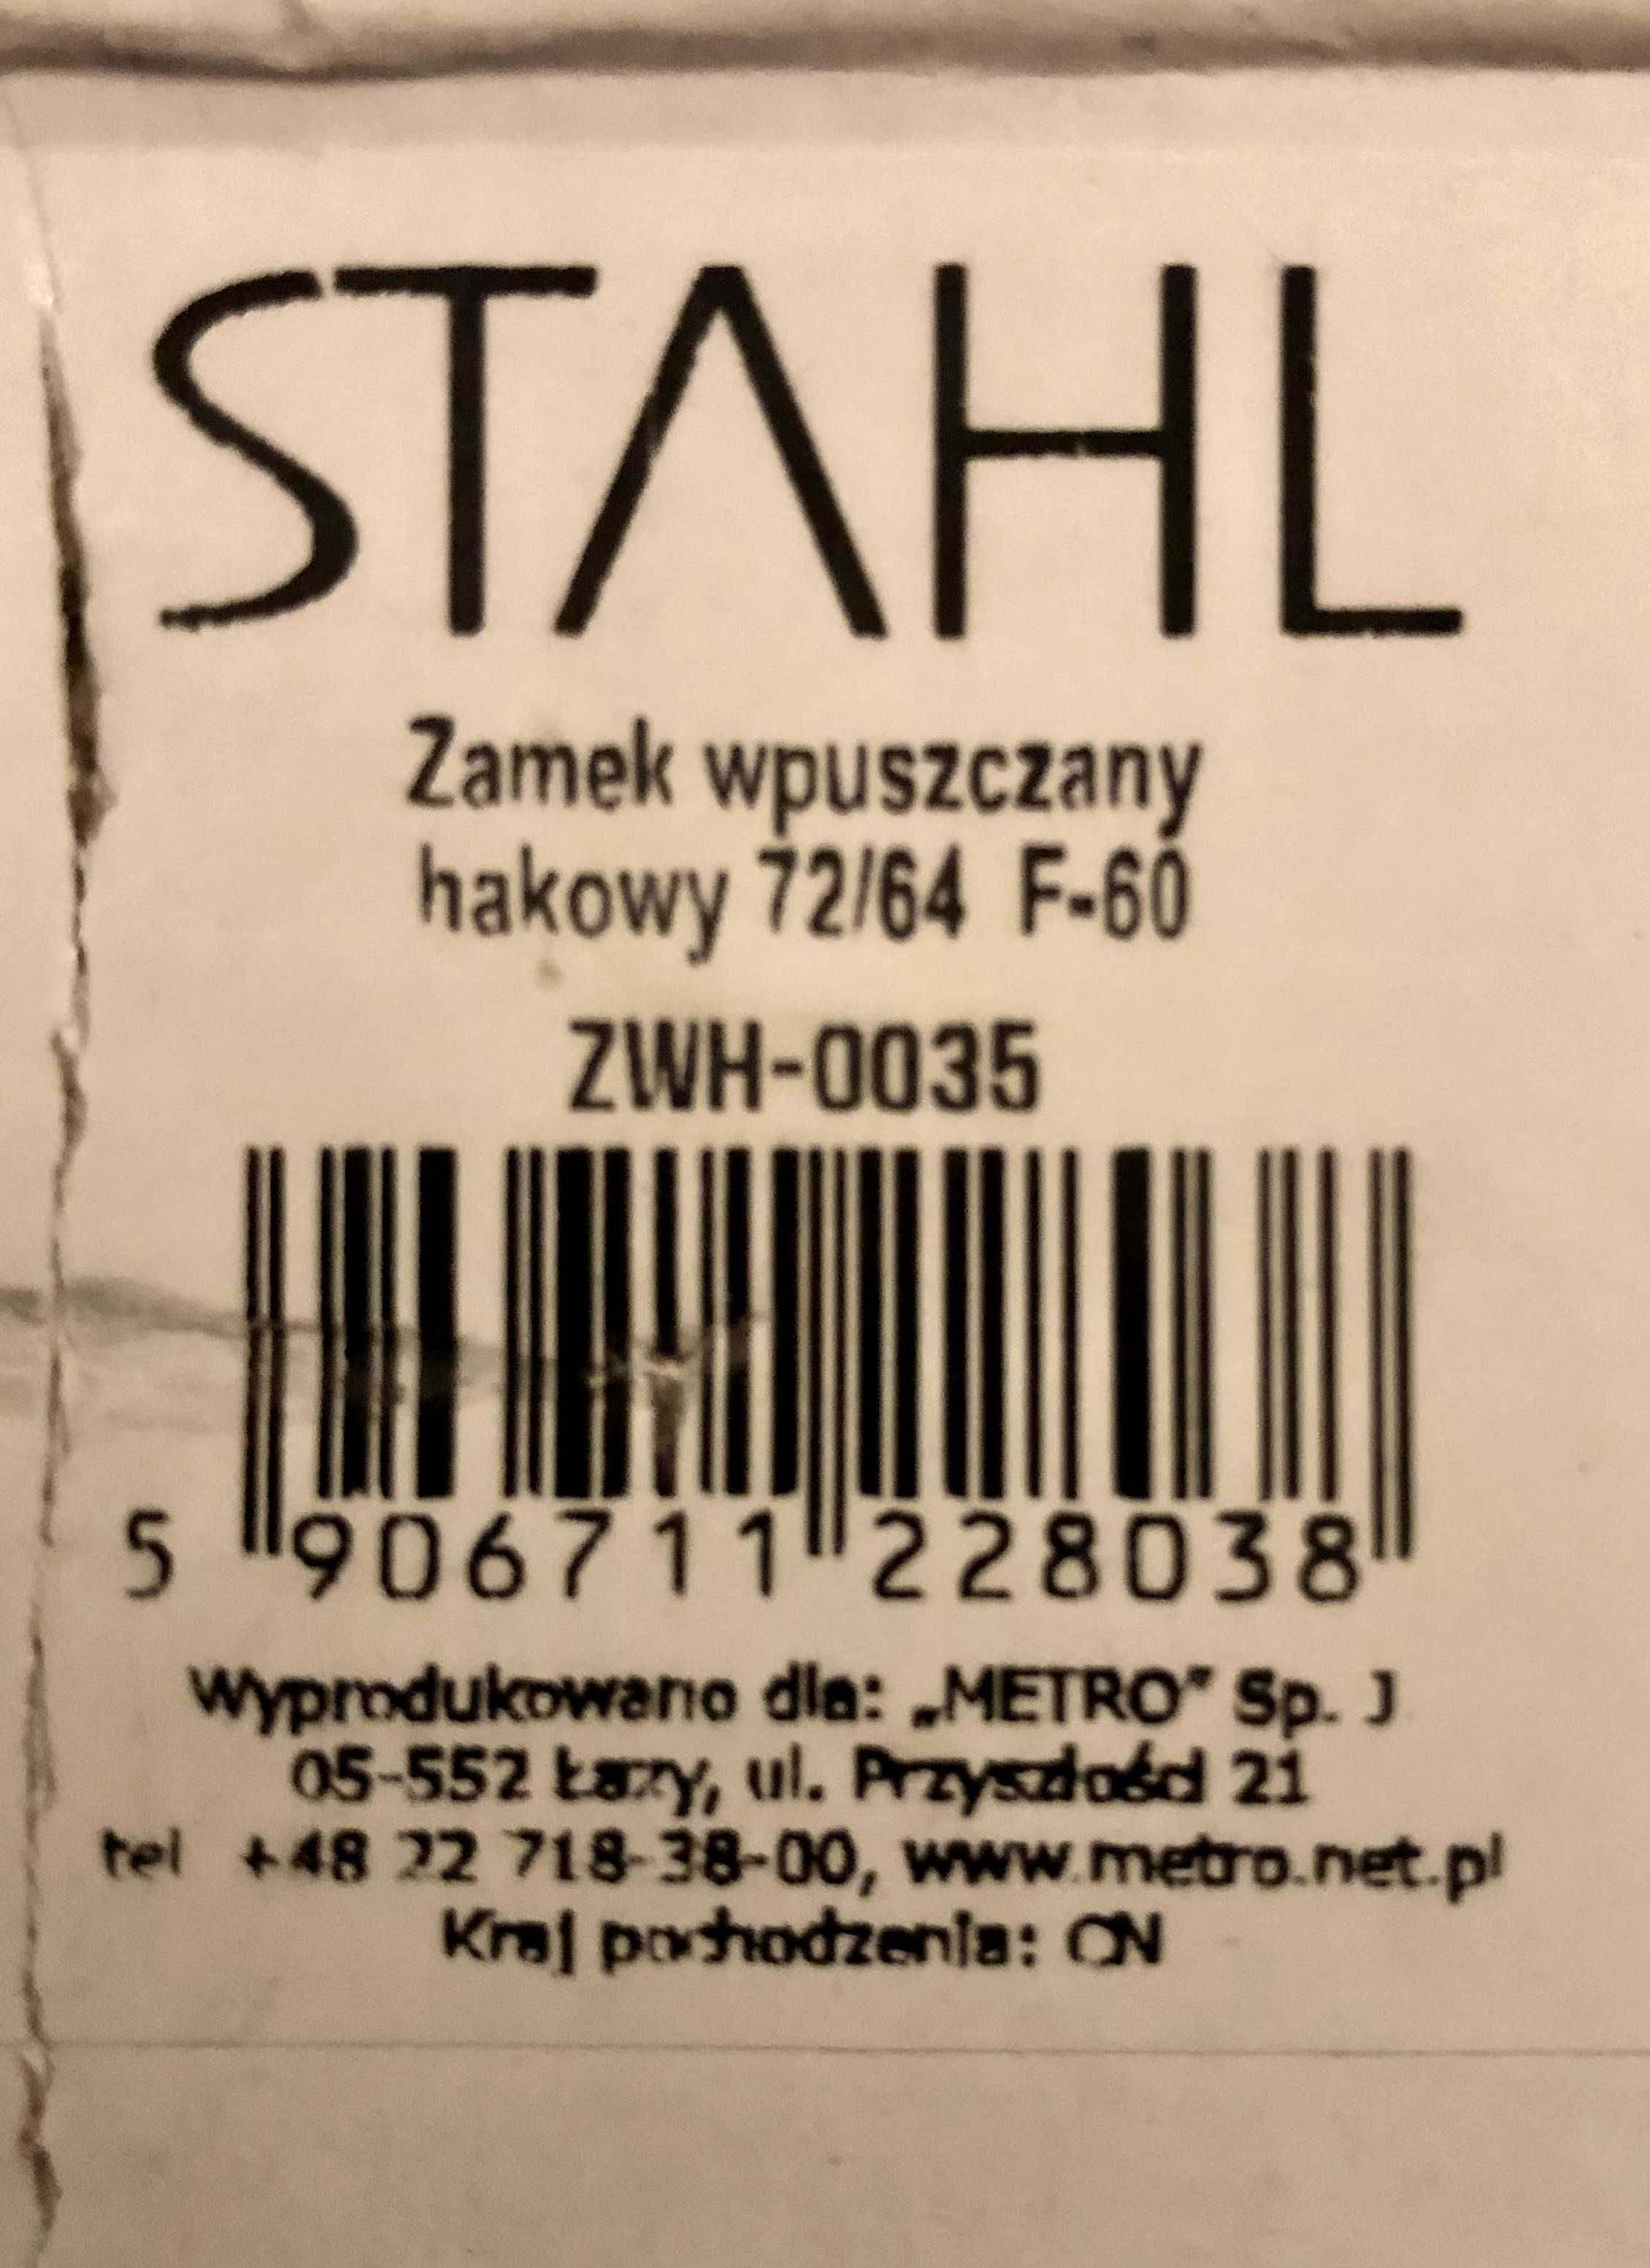 STAHL
Zamek wpuszczany
hakowy 72/64 F-60
ZWH-0035
5 906711 228038
Wyprodukowano dla: „METRO” Sp. J
05-552 Łazy, ul. Przyszłości 21
tel +48 22 718-38-00, www.metro.net.pl
Kraj pochodzenia: CN